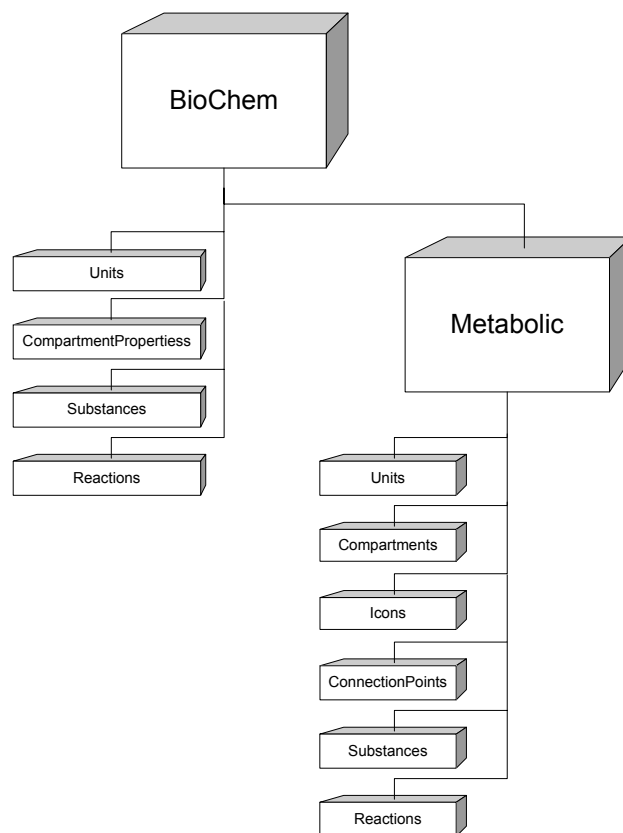 BioChem
Units
CompartmentPropertiess
Substances
Reactions
Metabolic
Units
Compartments
Icons
ConnectionPoints
Substances
Reactions